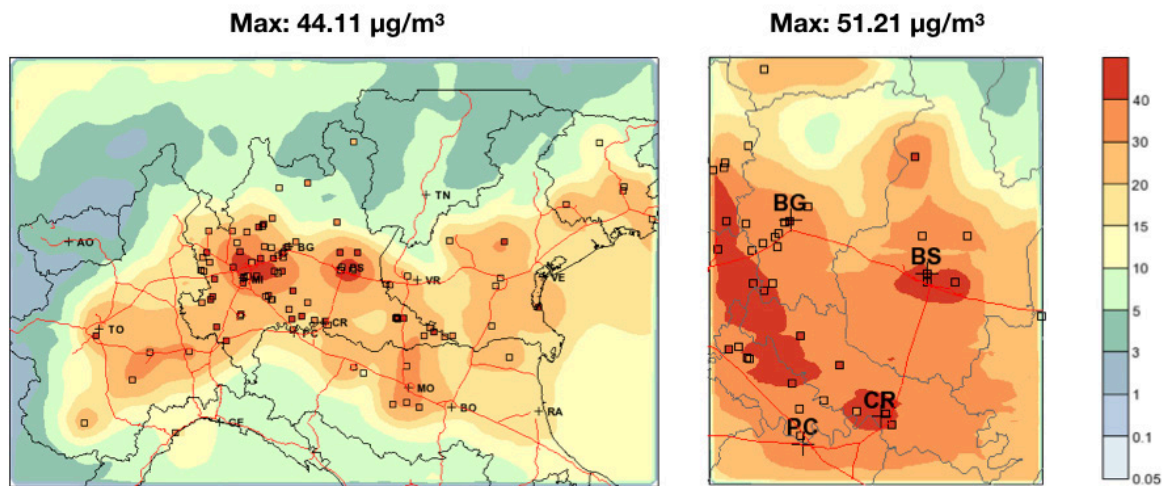 Max: 44.11 µg/m³
Max: 51.21 µg/m³
TN
AO
BG
MI
BS
VR
VE
TO
CR
PC
MO
BO
RA
GE
BG
BS
CR
PC
40
30
20
15
10
5
3
1
0.1
0.05